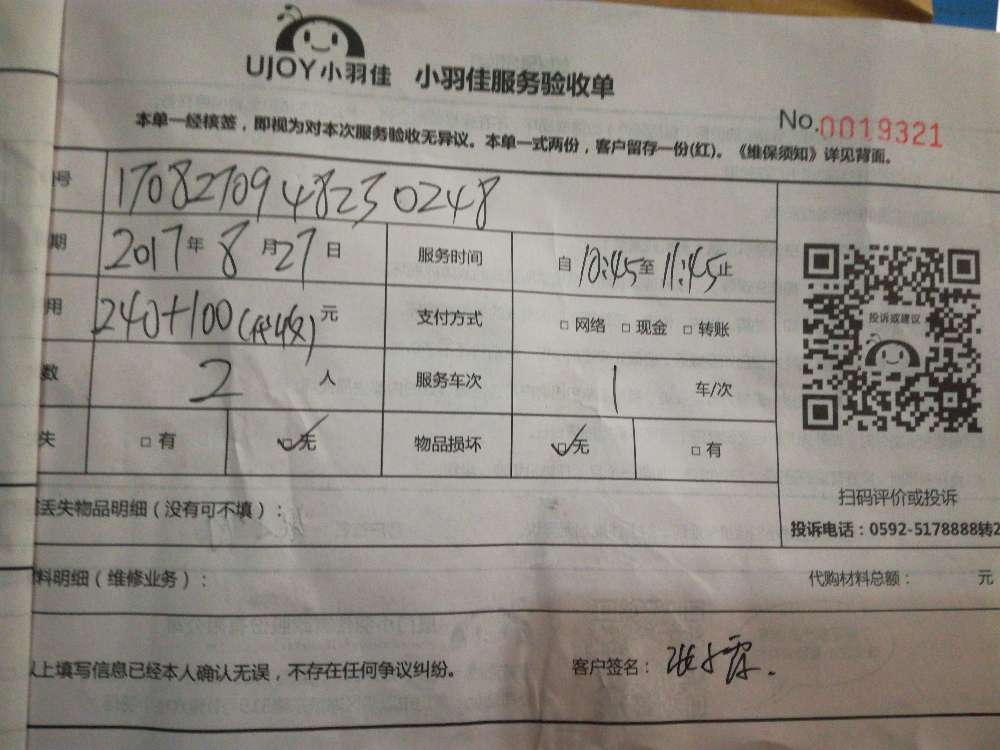 UJOY小羽佳 小羽佳服务验收单
No.0019321
本单一经核签，即视为对本次服务验收无异议。本单一式两份，客户留存一份(红)。《维保须知》详见背面。
号 17082709482302 48
期 2017年8月27日 服务时间 自10:45至11:45止
用 240+100(代收)元 支付方式 □网络 □现金 □转账
数 2人 服务车次 1车/次
失 □有 ☑无 物品损坏 ☑无 □有
投诉或建议
扫码评价或投诉
丢失物品明细（没有可不填）：
投诉电话：0592-5178888转2
料明细（维修业务）： 代购材料总额： 元
以上填写信息已经本人确认无误，不存在任何争议纠纷。 客户签名：